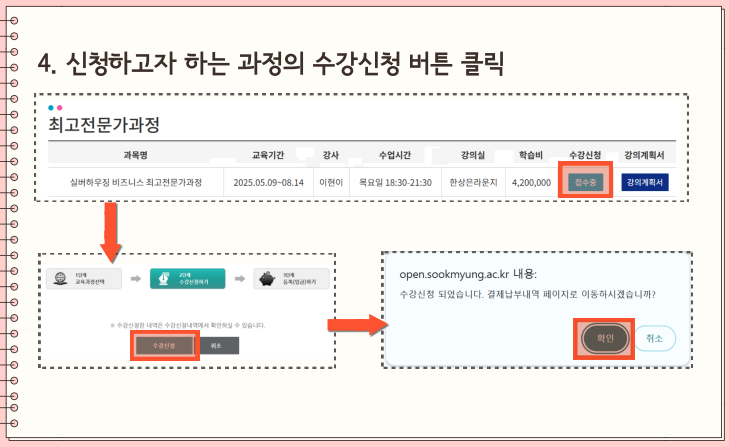 4. 신청하고자 하는 과정의 수강신청 버튼 클릭
최고전문가과정
과목명 교육기간 강사 수업시간 강의실 학습비 수강신청 강의계획서
실버하우징 비즈니스 최고전문가과정 2025.05.09~08.14 이현이 목요일 18:30-21:30 한상은라운지 4,200,000 접수중 강의계획서
1단계
교육과정선택
2단계
수강신청하기
3단계
등록(입금)하기
※ 수강신청한 내역은 수강신청내역에서 확인하실 수 있습니다.
수강신청 취소
open.sookmyung.ac.kr 내용:
수강신청 되었습니다. 결제납부내역 페이지로 이동하시겠습니까?
확인 취소